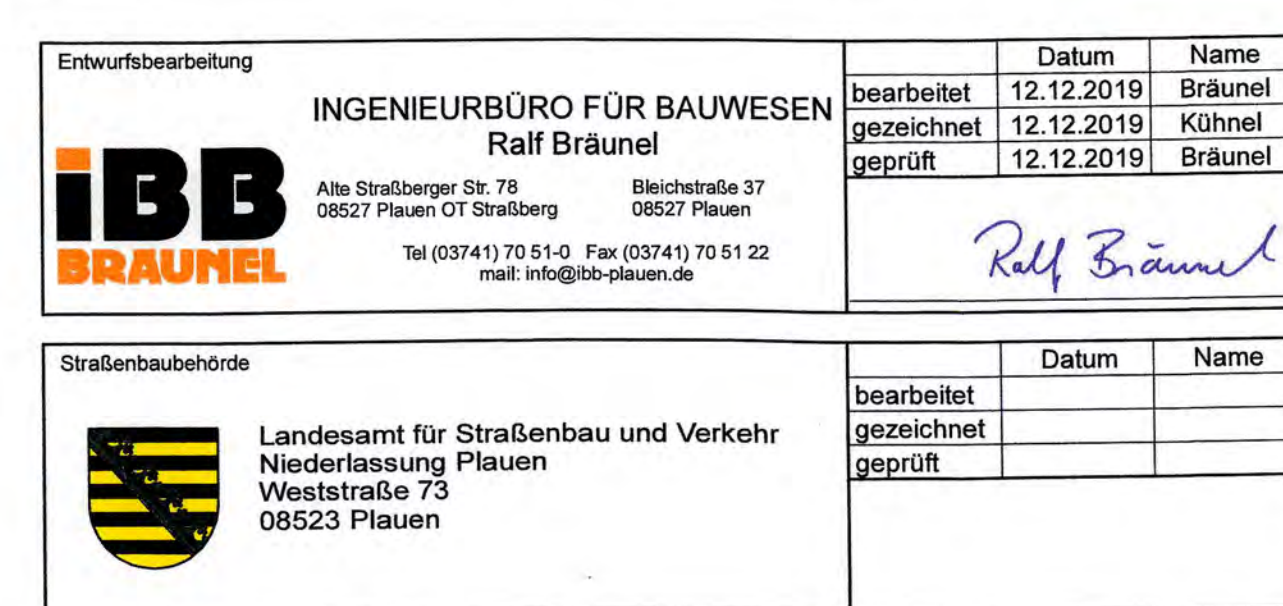 Entwurfsbearbeitung
INGENIEURBÜRO FÜR BAUWESEN
Ralf Bräunel
iBB
BRÄUNEL
Alte Straßberger Str. 78 Bleichstraße 37
08527 Plauen OT Straßberg 08527 Plauen
Tel (03741) 70 51-0 Fax (03741) 70 51 22
mail: info@ibb-plauen.de
Datum Name
bearbeitet 12.12.2019 Bräunel
gezeichnet 12.12.2019 Kühnel
geprüft 12.12.2019 Bräunel
Ralf Bräunel
Straßenbaubehörde
Landesamt für Straßenbau und Verkehr
Niederlassung Plauen
Weststraße 73
08523 Plauen
Datum Name
bearbeitet
gezeichnet
geprüft